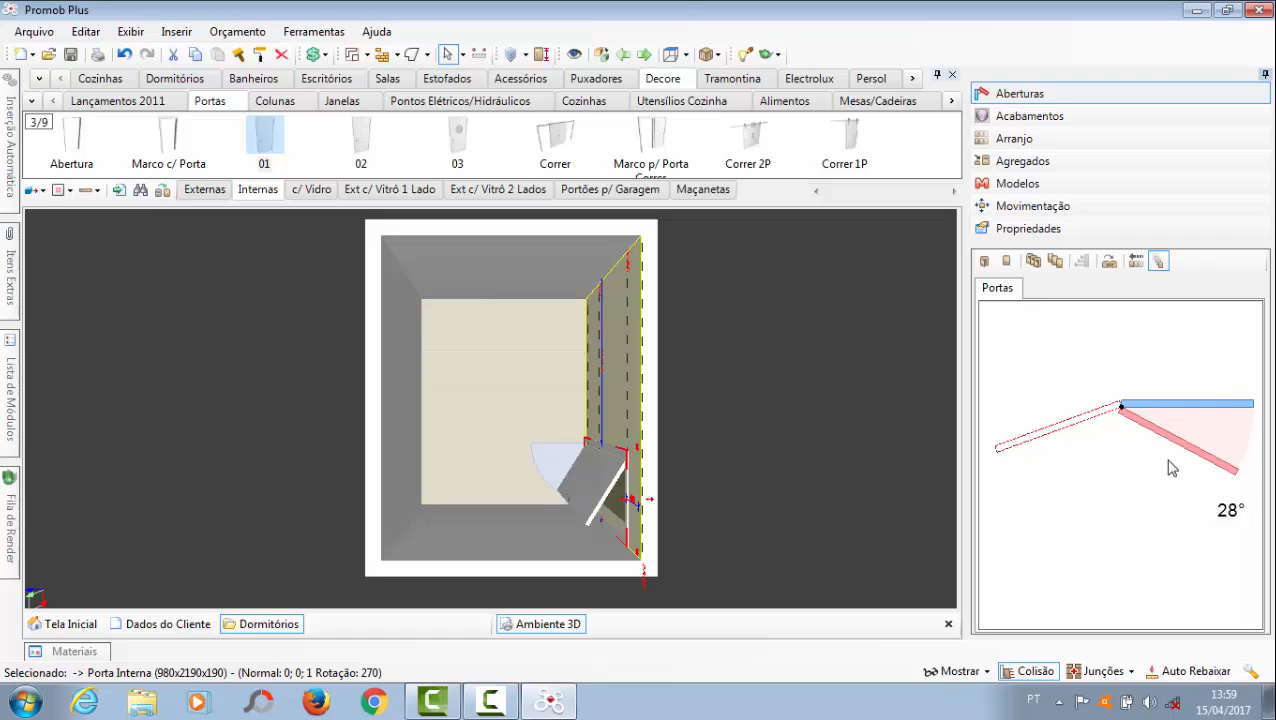 Promob Plus
Arquivo Editar Exibir Inserir Orçamento Ferramentas Ajuda
Cozinhas Dormitórios Banheiros Escritórios Salas Estofados Acessórios Puxadores Decore Tramontina Electrolux Persol
Lançamentos 2011 Portas Colunas Janelas Pontos Elétricos/Hidráulicos Cozinhas Utensílios Cozinha Alimentos Mesas/Cadeiras
3/9
Abertura Marco c/ Porta 01 02 03 Correr Marco p/ Porta Correr Correr 2P Correr 1P
Externas Internas c/ Vidro Ext c/ Vitrô 1 Lado Ext c/ Vitrô 2 Lados Portões p/ Garagem Maçanetas
Inserção Automática
Itens Extras
Lista de Módulos
Fila de Render
Aberturas
Acabamentos
Arranjo
Agregados
Modelos
Movimentação
Propriedades
Portas
28°
Tela Inicial Dados do Cliente Dormitórios Ambiente 3D
Materiais
Selecionado: -> Porta Interna (980x2190x190) - (Normal: 0; 0; 1 Rotação: 270)
Mostrar Colisão Junções Auto Rebaixar
PT 13:59
15/04/2017